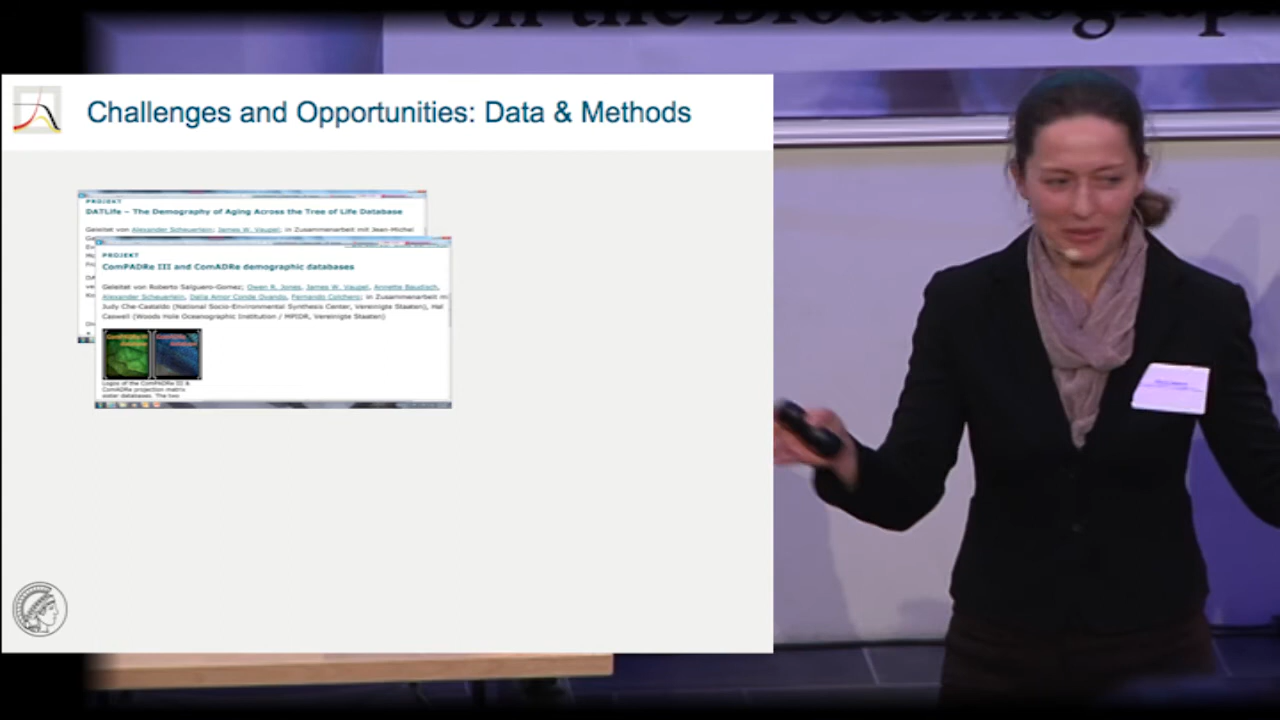 on the Biodemograph
Challenges and Opportunities: Data & Methods
PROJEKT
DATLife – The Demography of Aging Across the Tree of Life Database
Geleitet von Alexander Scheuerlein, James W. Vaupel; in Zusammenarbeit mit Jean-Michel
PROJEKT
ComPADRe III and ComADRe demographic databases
Geleitet von Roberto Salguero-Gomez; Owen R. Jones, James W. Vaupel, Annette Baudisch,
Alexander Scheuerlein, Dalia Amor Conde Ovando, Fernando Colchero; in Zusammenarbeit m
Judy Che-Castaldo (National Socio-Environmental Synthesis Center, Vereinigte Staaten), Hal
Caswell (Woods Hole Oceanographic Institution / MPIDR, Vereinigte Staaten)
Logos of the ComPADRe III &
ComADRe projection matrix
sister databases. The two